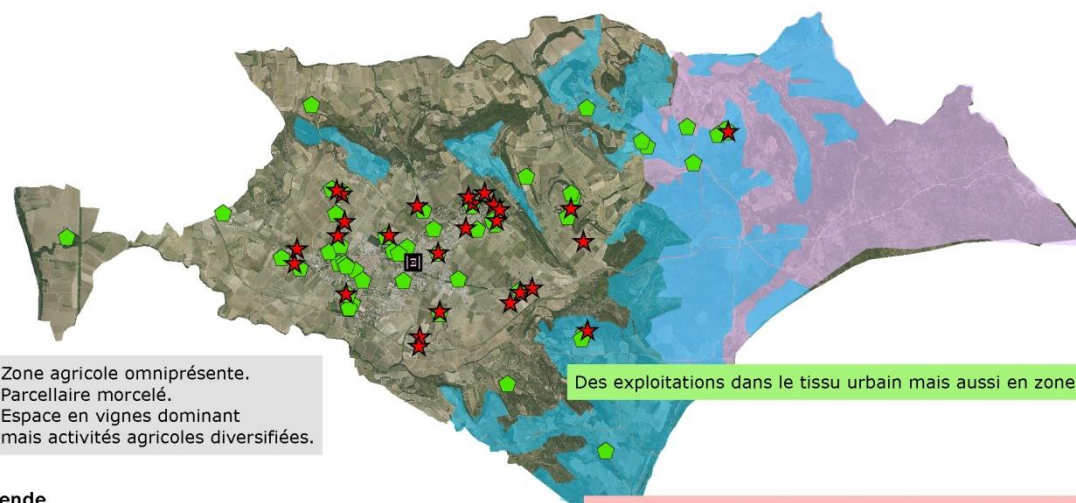 Zone agricole omniprésente.
Parcellaire morcelé.
Espace en vignes dominant
mais activités agricoles diversifiées.
Des exploitations dans le tissu urbain mais aussi en zone
ende